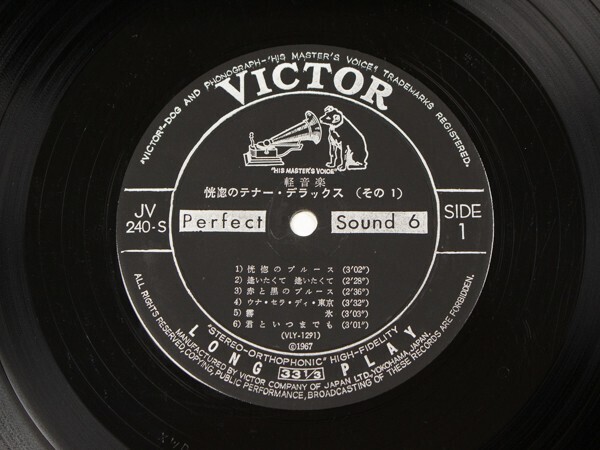 "VICTOR"-DOG AND PHONOGRAPH-"HIS MASTER'S VOICE" TRADEMARKS REGISTERED.
VICTOR
"HIS MASTER'S VOICE"
軽音楽
恍惚のテナー・デラックス (その 1)
JV
240-S
Perfect Sound 6
SIDE
1
1) 恍惚のブルース (3'02")
2) 逢いたくて 逢いたくて (2'28")
3) 赤と黒のブルース (2'36")
4) ウナ・セラ・ディ・東京 (3'32")
5) 霧氷 (3'03")
6) 君といつまでも (3'01")
(VLY-1291)
©1967
"STEREO-ORTHOPHONIC" HIGH-FIDELITY
LONG 33 1/3 PLAY
MANUFACTURED BY VICTOR COMPANY OF JAPAN LTD., YOKOHAMA, JAPAN.
ALL RIGHTS RESERVED, COPYING, PUBLIC PERFORMANCE, BROADCASTING OF THESE RECORDS ARE FORBIDDEN.